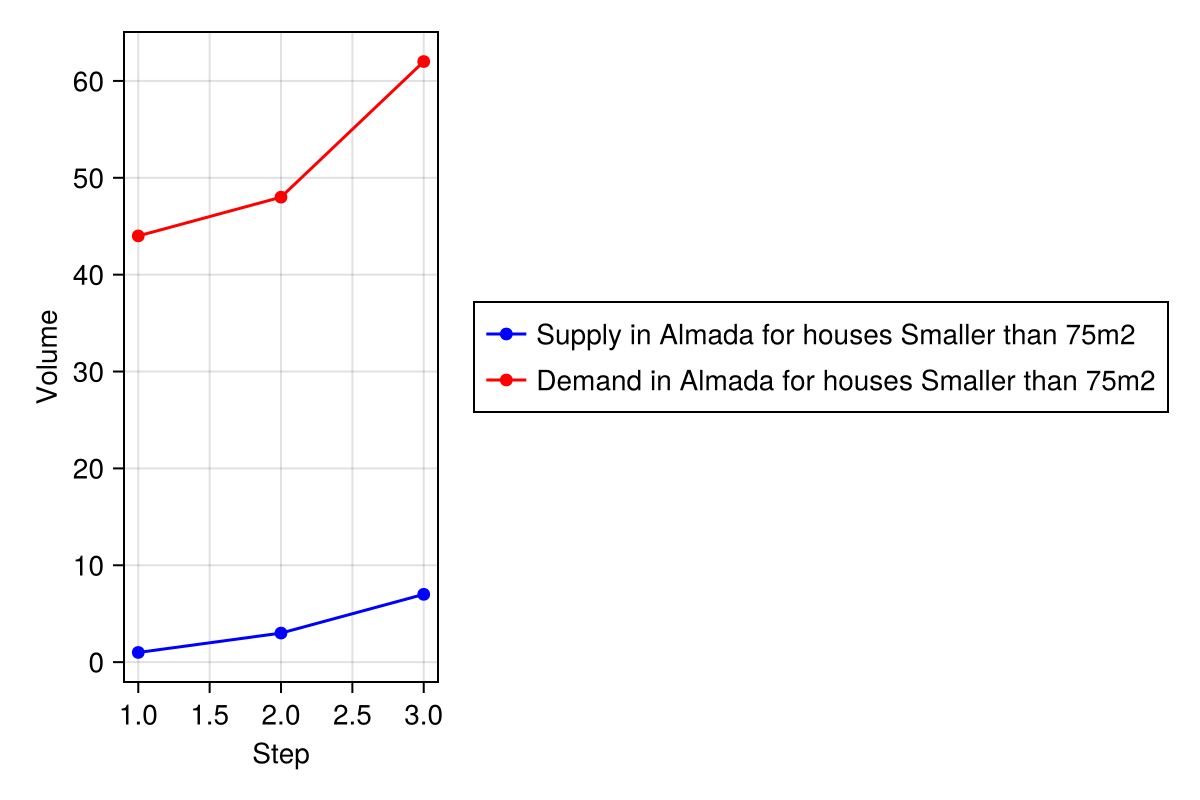 60
50
40
30
20
10
0
Volume
1.0 1.5 2.0 2.5 3.0
Step
Supply in Almada for houses Smaller than 75m2
Demand in Almada for houses Smaller than 75m2